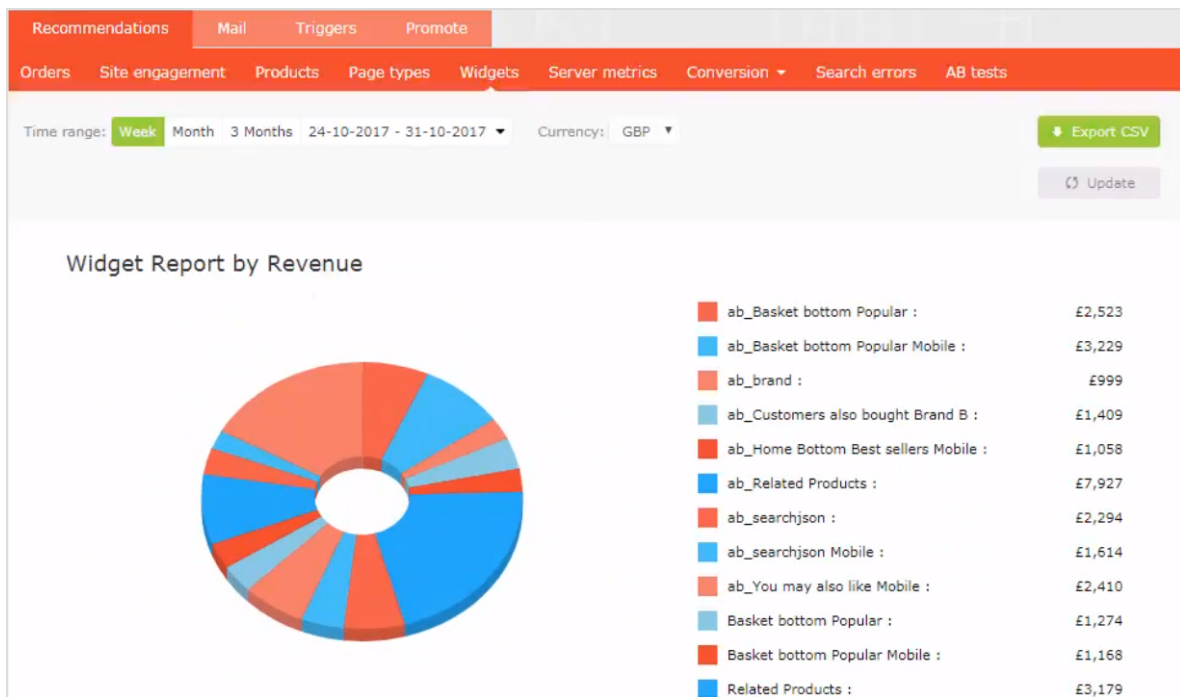 Recommendations Mail Triggers Promote
Orders Site engagement Products Page types Widgets Server metrics Conversion Search errors AB tests
Time range: Week Month 3 Months 24-10-2017 - 31-10-2017 Currency: GBP Export CSV
Update
Widget Report by Revenue
ab_Basket bottom Popular : £2,523
ab_Basket bottom Popular Mobile : £3,229
ab_brand : £999
ab_Customers also bought Brand B : £1,409
ab_Home Bottom Best sellers Mobile : £1,058
ab_Related Products : £7,927
ab_searchjson : £2,294
ab_searchjson Mobile : £1,614
ab_You may also like Mobile : £2,410
Basket bottom Popular : £1,274
Basket bottom Popular Mobile : £1,168
Related Products : £3,179